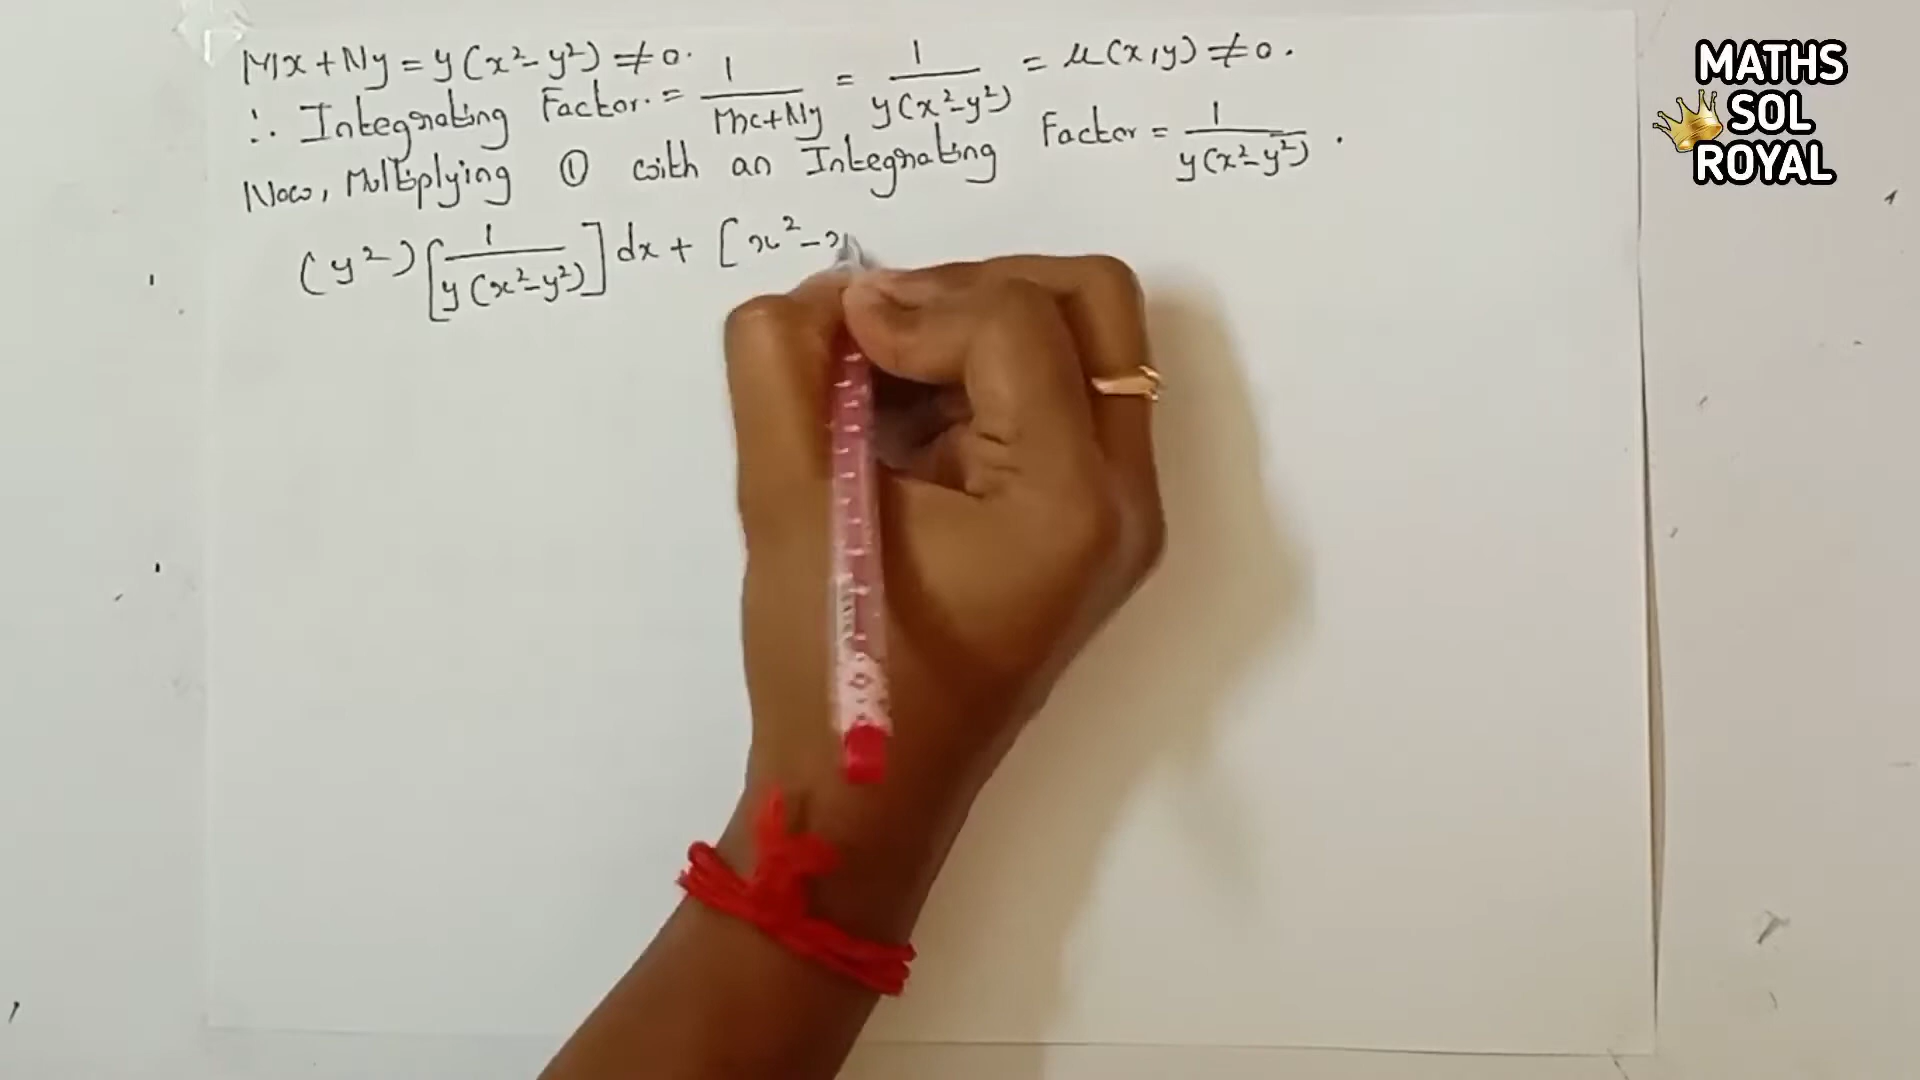 Mx + Ny = y(x² - y²) ≠ 0.
∴ Integrating Factor. = 1/(Mx+Ny) = 1/(y(x²-y²)) = μ(x,y) ≠ 0.
Now, Multiplying ① with an Integrating Factor = 1/(y(x²-y²)).
(y²)[1/(y(x²-y²))]dx + [x² - x
MATHS
SOL
ROYAL